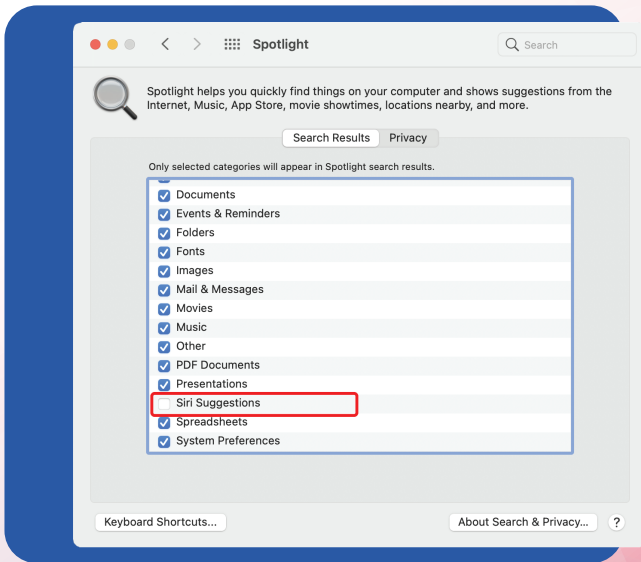 Spotlight
Search
Spotlight helps you quickly find things on your computer and shows suggestions from the
Internet, Music, App Store, movie showtimes, locations nearby, and more.
Search Results Privacy
Only selected categories will appear in Spotlight search results.
Documents
Events & Reminders
Folders
Fonts
Images
Mail & Messages
Movies
Music
Other
PDF Documents
Presentations
Siri Suggestions
Spreadsheets
System Preferences
Keyboard Shortcuts...
About Search & Privacy... ?